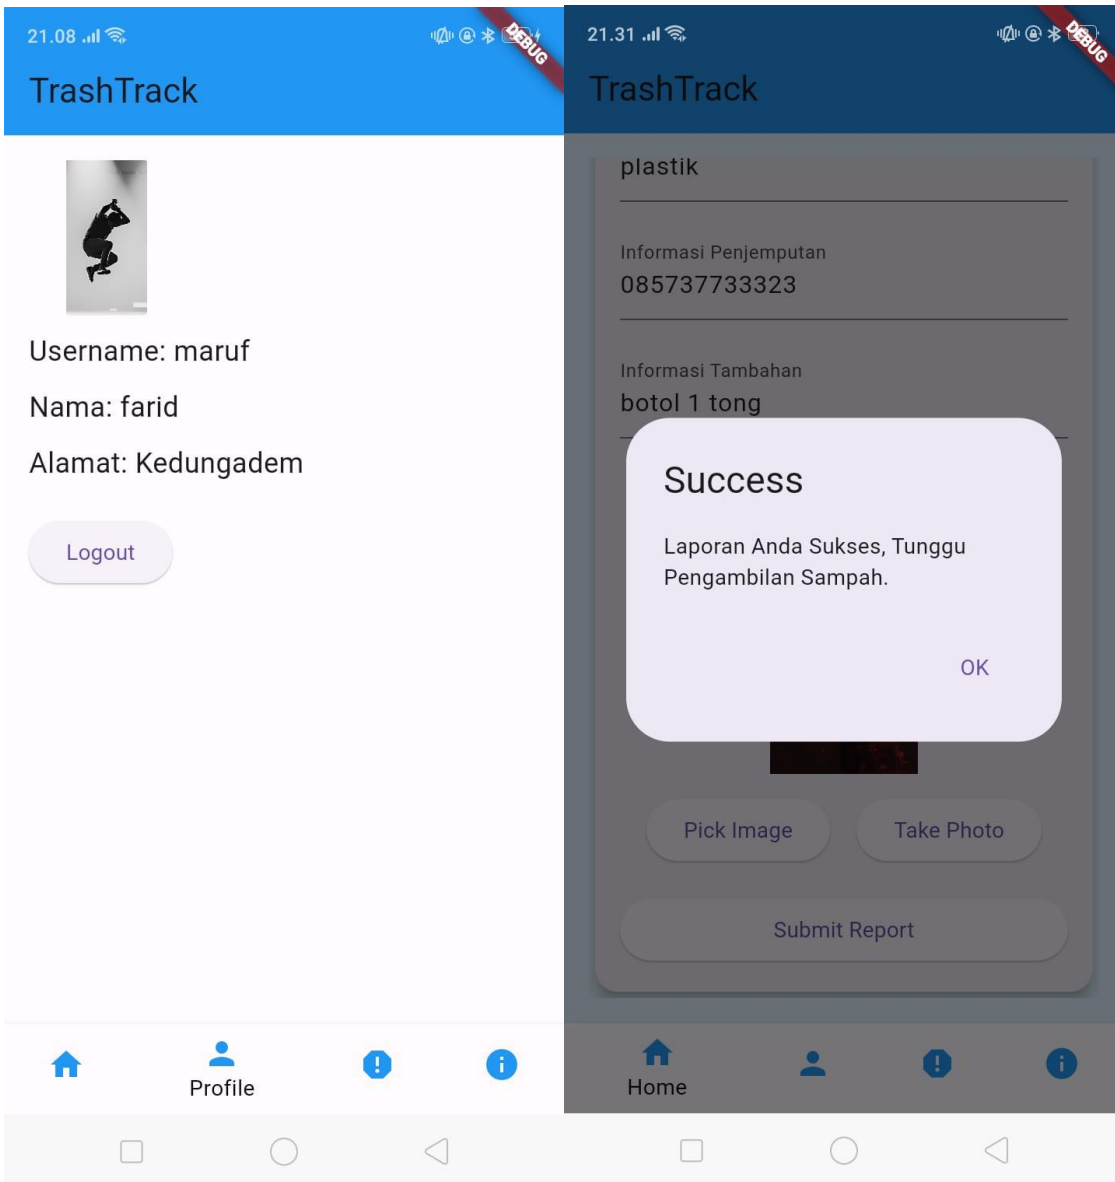 21.08
DEBUG
TrashTrack
Username: maruf
Nama: farid
Alamat: Kedungadem
Logout
Profile
21.31
DEBUG
TrashTrack
plastik
Informasi Penjemputan
085737733323
Informasi Tambahan
botol 1 tong
Success
Laporan Anda Sukses, Tunggu
Pengambilan Sampah.
OK
Pick Image
Take Photo
Submit Report
Home